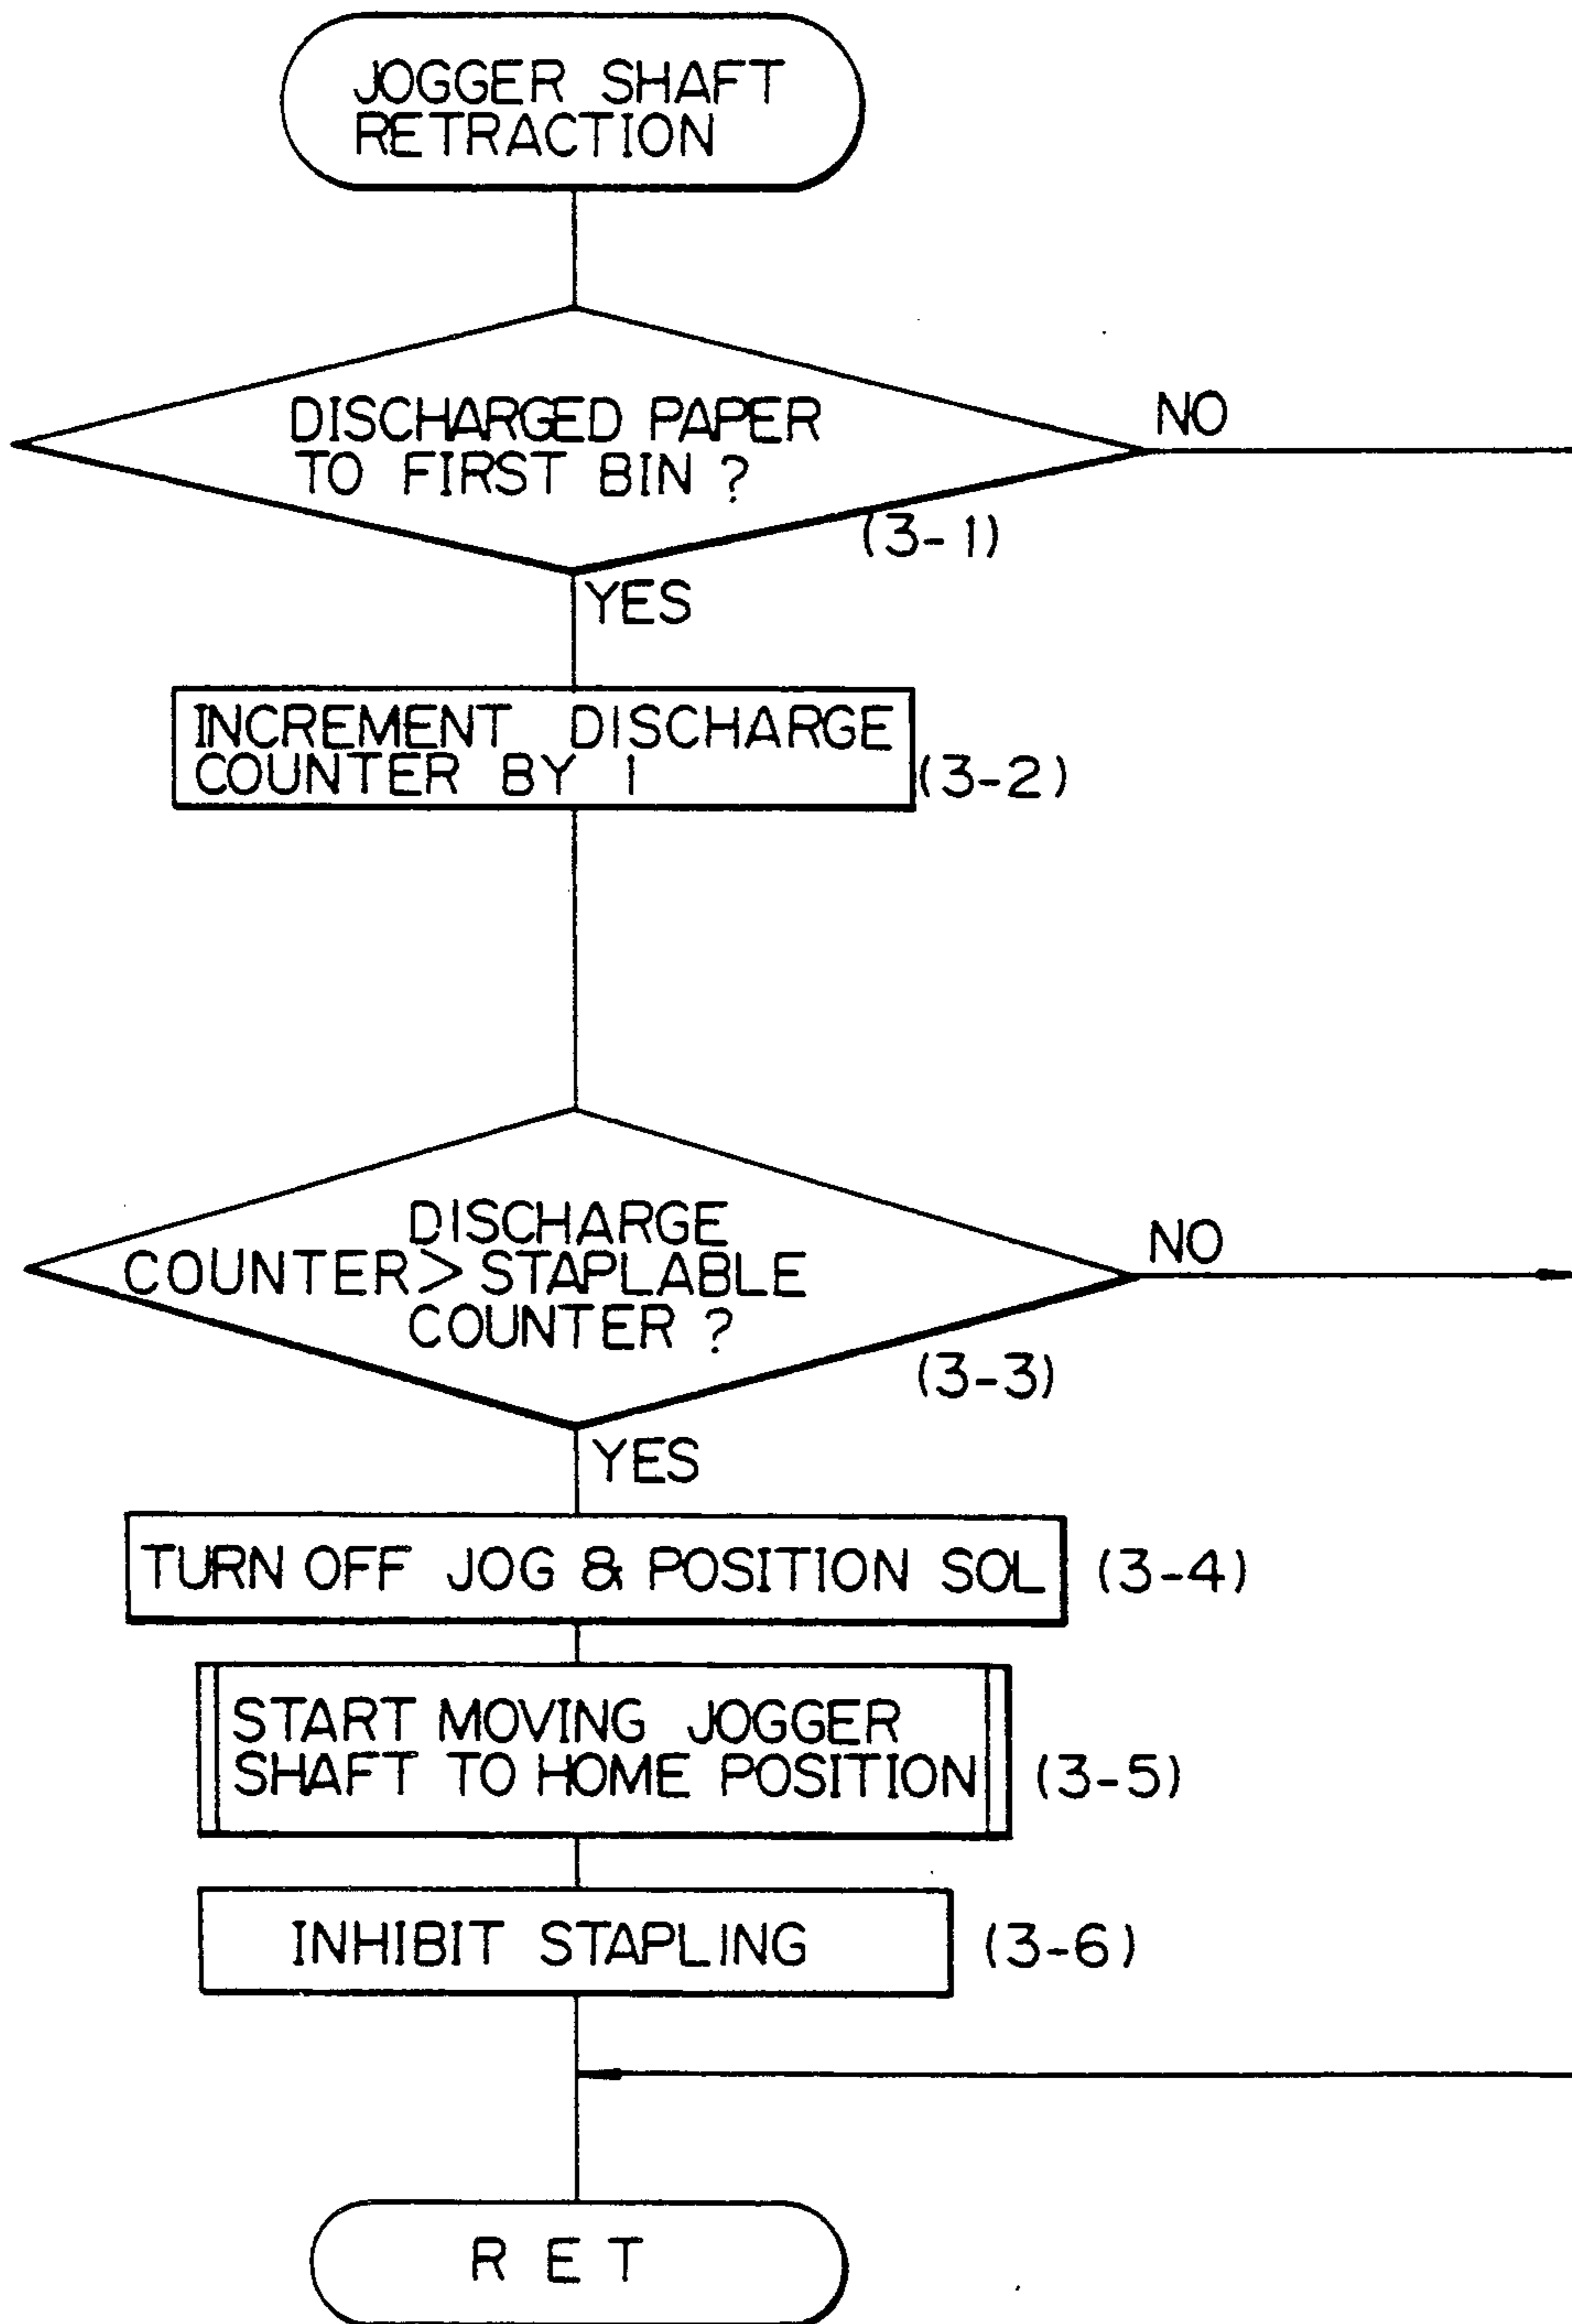 JOGGER SHAFT
RETRACTION
DISCHARGED PAPER
TO FIRST BIN ?
NO
(3-1)
YES
INCREMENT DISCHARGE
COUNTER BY 1
(3-2)
DISCHARGE
COUNTER > STAPLABLE
COUNTER ?
NO
(3-3)
YES
TURN OFF JOG & POSITION SOL
(3-4)
START MOVING JOGGER
SHAFT TO HOME POSITION
(3-5)
INHIBIT STAPLING
(3-6)
RET